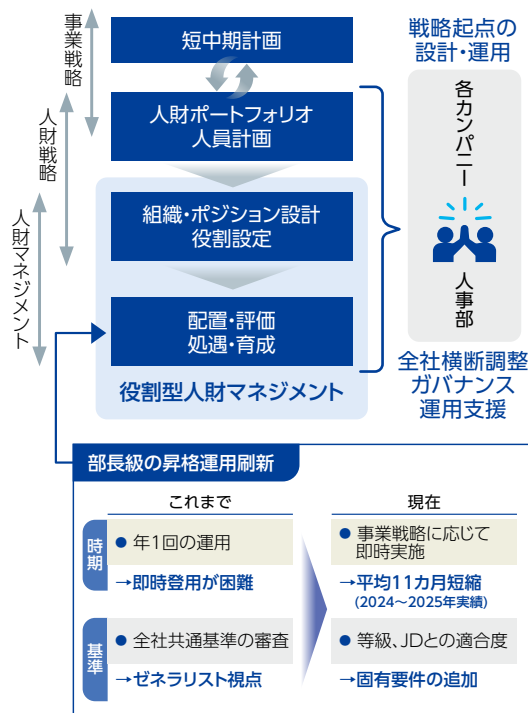 事業戦略
人財戦略
人財マネジメント
短中期計画
人財ポートフォリオ
人員計画
組織・ポジション設計
役割設定
配置・評価
処遇・育成
役割型人財マネジメント
戦略起点の
設計・運用
各カンパニー
人事部
全社横断調整
ガバナンス
運用支援
部長級の昇格運用刷新
これまで
現在
時期
● 年1回の運用
→即時登用が困難
● 事業戦略に応じて
即時実施
→平均11カ月短縮
(2024～2025年実績)
基準
● 全社共通基準の審査
→ゼネラリスト視点
● 等級、JDとの適合度
→固有要件の追加